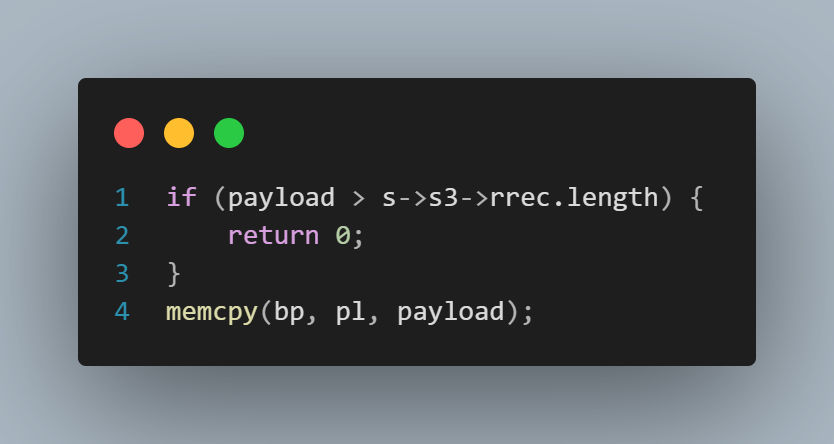 1 if (payload > s->s3->rrec.length) {
2     return 0;
3 }
4 memcpy(bp, pl, payload);